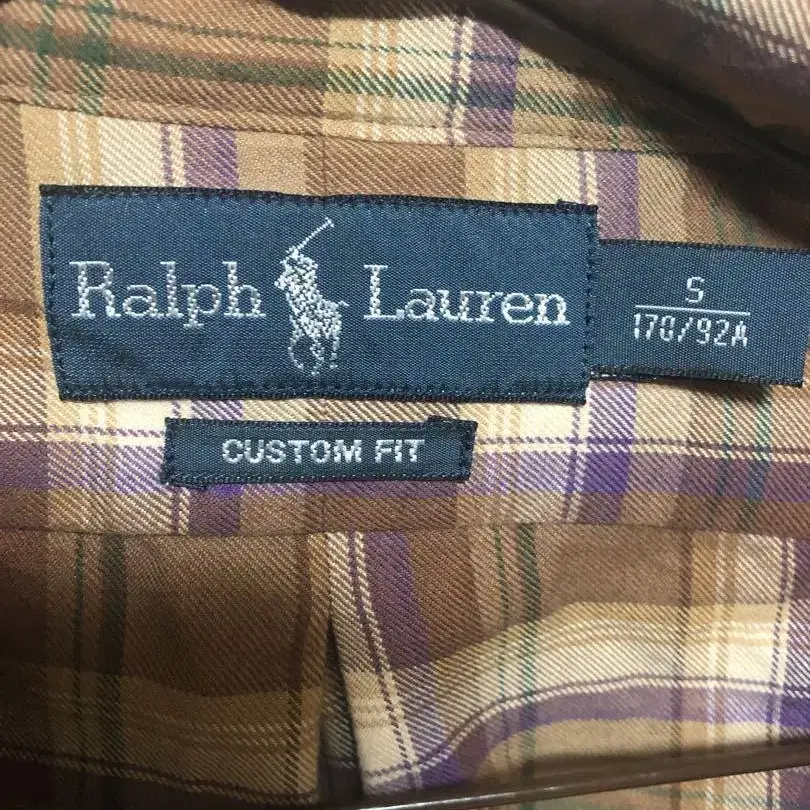 Ralph Lauren
S
170/92A
CUSTOM FIT